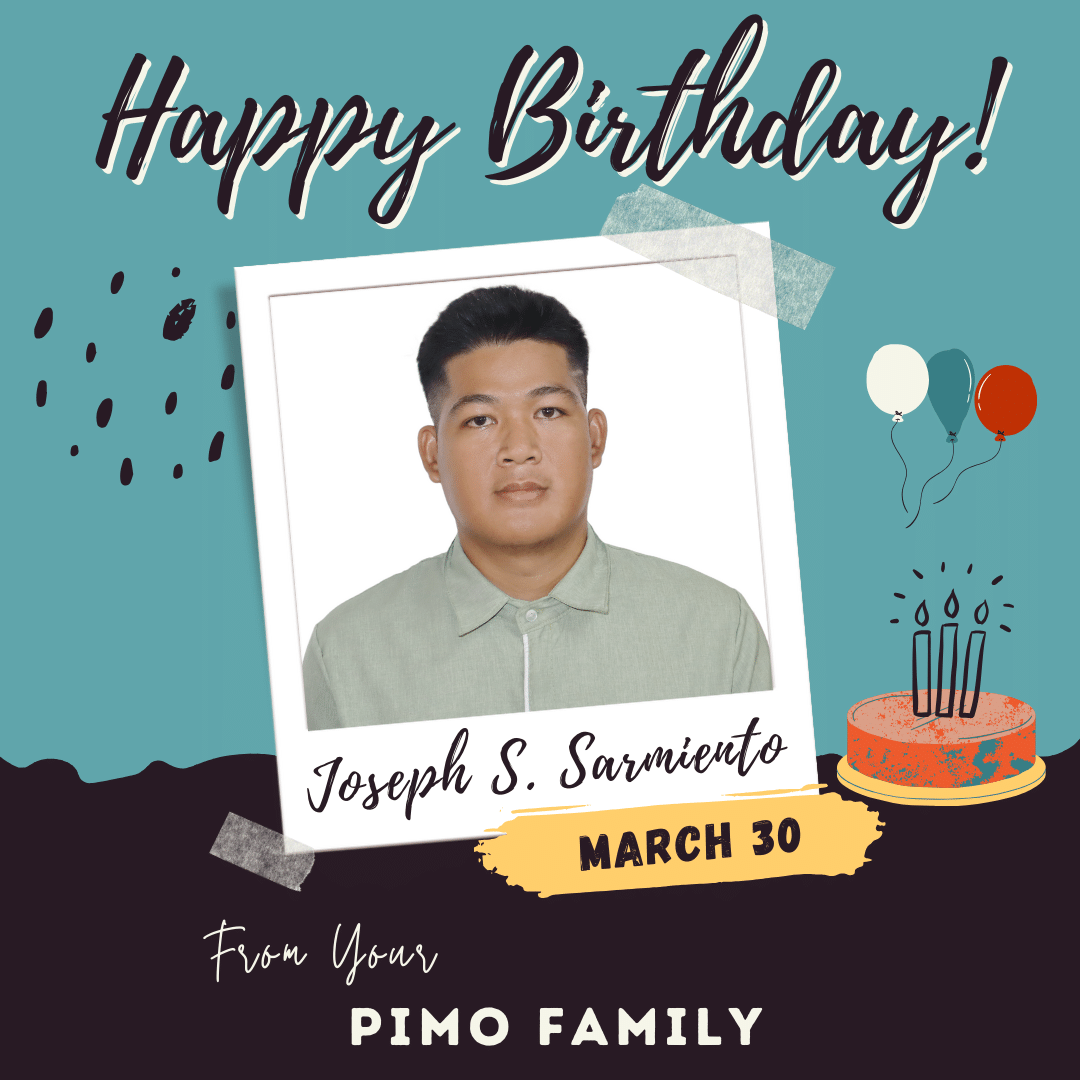 Happy Birthday!
Joseph S. Sarmiento
MARCH 30
From Your
PIMO FAMILY